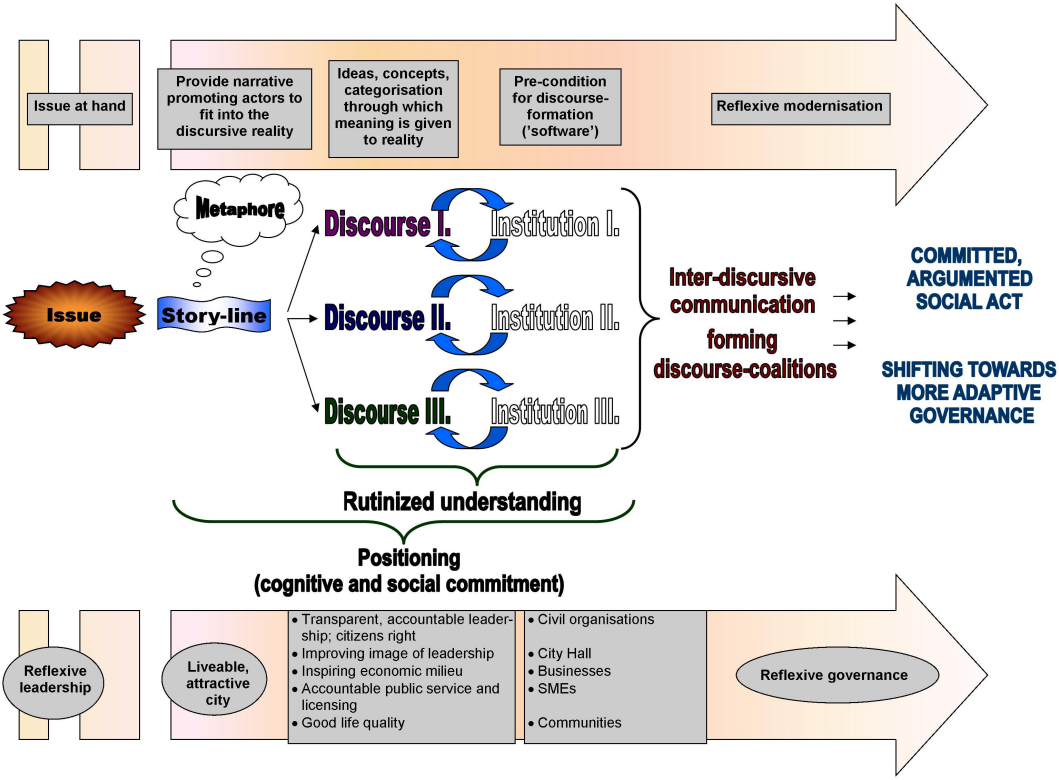 Issue at hand
Provide narrative
promoting actors to
fit into the
discursive reality
Ideas, concepts,
categorisation
through which
meaning is given
to reality
Pre-condition
for discourse-
formation
('software')
Reflexive modernisation
Metaphore
Issue
Story-line
Discourse I.
Institution I.
Discourse II.
Institution II.
Discourse III.
Institution III.
Inter-discursive
communication
forming
discourse-coalitions
COMMITTED,
ARGUMENTED
SOCIAL ACT
SHIFTING TOWARDS
MORE ADAPTIVE
GOVERNANCE
Rutinized understanding
Positioning
(cognitive and social commitment)
Reflexive
leadership
Liveable,
attractive
city
• Transparent, accountable leader-
ship; citizens right
• Improving image of leadership
• Inspiring economic milieu
• Accountable public service and
licensing
• Good life quality
• Civil organisations
• City Hall
• Businesses
• SMEs
• Communities
Reflexive governance